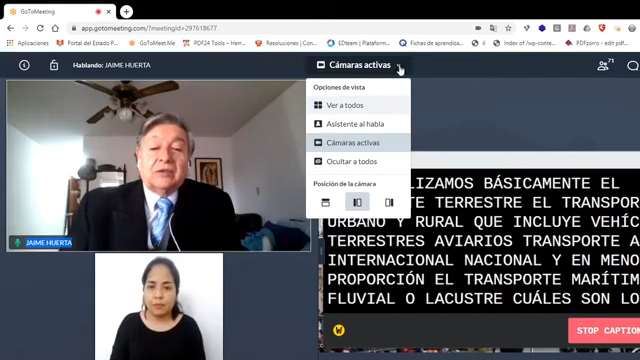 GoToMeeting
app.gotomeeting.com/?meetingId=297618677
Aplicaciones
Portal del Estado P...
GoToMeet.Me
PDF24 Tools – Hem...
Resoluciones | Con...
EDteam | Plataform...
Fichas de aprendizaj...
bitly
Index of /wp-conte...
PDFzorro - edit pdf...
Hablando: JAIME HUERTA
Cámaras activas
71
Opciones de vista
Ver a todos
Asistente al habla
Cámaras activas
Ocultar a todos
Posición de la cámara
JAIME HUERTA
LIZAMOS BÁSICAMENTE EL
TE TERRESTRE EL TRANSPOR
URBANO Y RURAL QUE INCLUYE VEHÍC
TERRESTRES AVIARIOS TRANSPORTE A
INTERNACIONAL NACIONAL Y EN MENO
PROPORCIÓN EL TRANSPORTE MARÍTIM
FLUVIAL O LACUSTRE CUÁLES SON LO
STOP CAPTION